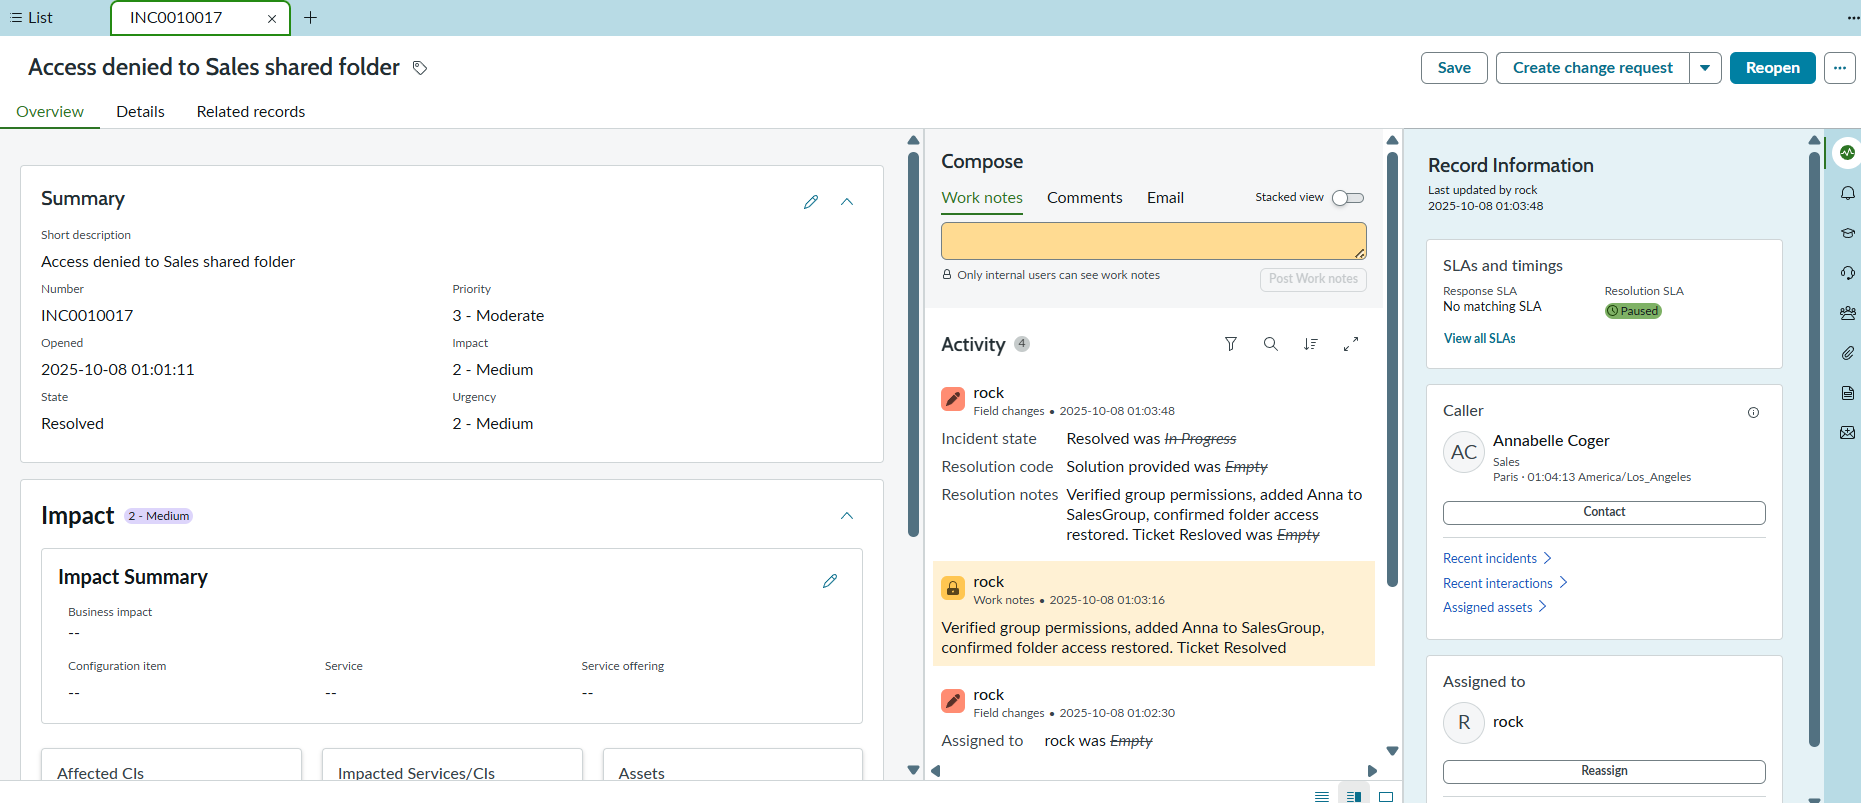 List
INC0010017
Access denied to Sales shared folder
Save
Create change request
Reopen
Overview
Details
Related records
Summary
Short description
Access denied to Sales shared folder
Number
Priority
INC0010017
3 - Moderate
Opened
Impact
2025-10-08 01:01:11
2 - Medium
State
Urgency
Resolved
2 - Medium
Impact 2 - Medium
Impact Summary
Business impact
--
Configuration item
Service
Service offering
--
--
--
Affected CIs
Impacted Services/CIs
Assets
Compose
Work notes
Comments
Email
Stacked view
Only internal users can see work notes
Post Work notes
Activity 4
rock
Field changes • 2025-10-08 01:03:48
Incident state Resolved was In Progress
Resolution code Solution provided was Empty
Resolution notes Verified group permissions, added Anna to
SalesGroup, confirmed folder access
restored. Ticket Resloved was Empty
rock
Work notes • 2025-10-08 01:03:16
Verified group permissions, added Anna to SalesGroup,
confirmed folder access restored. Ticket Resolved
rock
Field changes • 2025-10-08 01:02:30
Assigned to rock was Empty
Record Information
Last updated by rock
2025-10-08 01:03:48
SLAs and timings
Response SLA
Resolution SLA
No matching SLA
Paused
View all SLAs
Caller
AC
Annabelle Coger
Sales
Paris · 01:04:13 America/Los_Angeles
Contact
Recent incidents
Recent interactions
Assigned assets
Assigned to
R
rock
Reassign